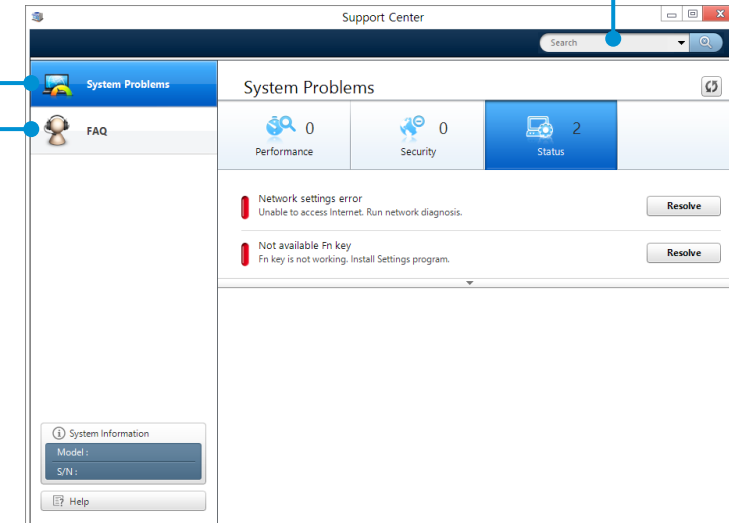 Support Center
Search
System Problems
FAQ
System Problems
0
Performance
0
Security
2
Status
Network settings error
Unable to access Internet. Run network diagnosis.
Resolve
Not available Fn key
Fn key is not working. Install Settings program.
Resolve
System Information
Model :
S/N :
Help